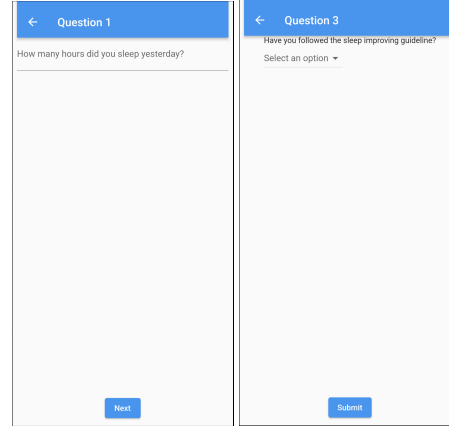 Question 1
How many hours did you sleep yesterday?
Next
Question 3
Have you followed the sleep improving guideline?
Select an option
Submit